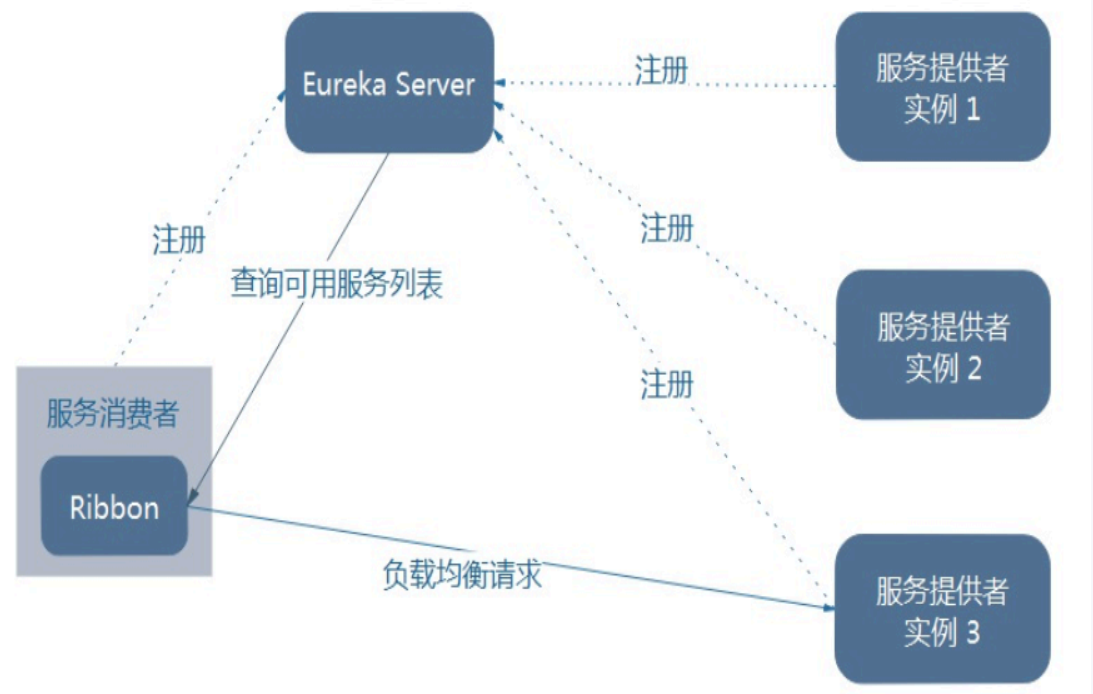 Eureka Server
注册
服务提供者
实例 1
注册
注册
查询可用服务列表
服务提供者
实例 2
注册
服务消费者
Ribbon
负载均衡请求
服务提供者
实例 3